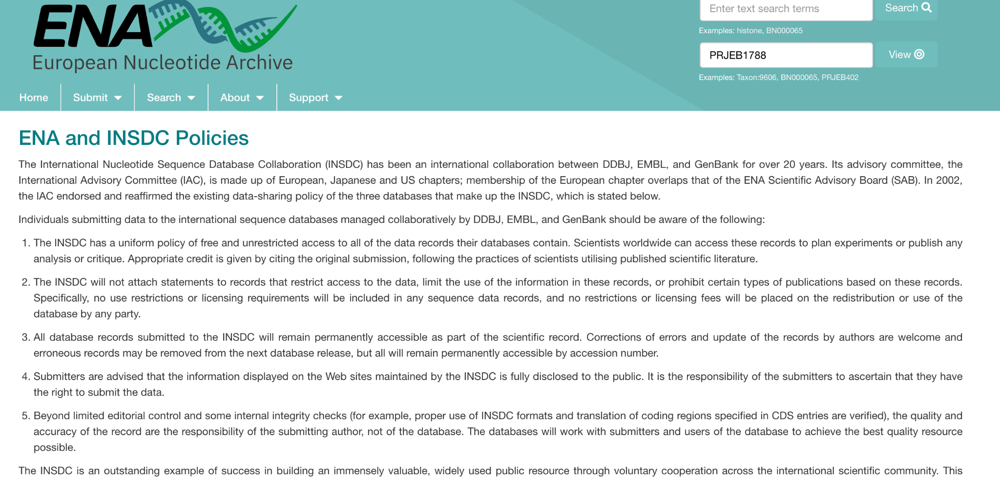 ENA
European Nucleotide Archive
Enter text search terms
Search
Examples: histone, BN000065
PRJEB1788
View
Examples: Taxon:9606, BN000065, PRJEB402
Home
Submit
Search
About
Support
ENA and INSDC Policies
The International Nucleotide Sequence Database Collaboration (INSDC) has been an international collaboration between DDBJ, EMBL, and GenBank for over 20 years. Its advisory committee, the
International Advisory Committee (IAC), is made up of European, Japanese and US chapters; membership of the European chapter overlaps that of the ENA Scientific Advisory Board (SAB). In 2002,
the IAC endorsed and reaffirmed the existing data-sharing policy of the three databases that make up the INSDC, which is stated below.
Individuals submitting data to the international sequence databases managed collaboratively by DDBJ, EMBL, and GenBank should be aware of the following:
1. The INSDC has a uniform policy of free and unrestricted access to all of the data records their databases contain. Scientists worldwide can access these records to plan experiments or publish any
analysis or critique. Appropriate credit is given by citing the original submission, following the practices of scientists utilising published scientific literature.
2. The INSDC will not attach statements to records that restrict access to the data, limit the use of the information in these records, or prohibit certain types of publications based on these records.
Specifically, no use restrictions or licensing requirements will be included in any sequence data records, and no restrictions or licensing fees will be placed on the redistribution or use of the
database by any party.
3. All database records submitted to the INSDC will remain permanently accessible as part of the scientific record. Corrections of errors and update of the records by authors are welcome and
erroneous records may be removed from the next database release, but all will remain permanently accessible by accession number.
4. Submitters are advised that the information displayed on the Web sites maintained by the INSDC is fully disclosed to the public. It is the responsibility of the submitters to ascertain that they have
the right to submit the data.
5. Beyond limited editorial control and some internal integrity checks (for example, proper use of INSDC formats and translation of coding regions specified in CDS entries are verified), the quality and
accuracy of the record are the responsibility of the submitting author, not of the database. The databases will work with submitters and users of the database to achieve the best quality resource
possible.
The INSDC is an outstanding example of success in building an immensely valuable, widely used public resource through voluntary cooperation across the international scientific community. This